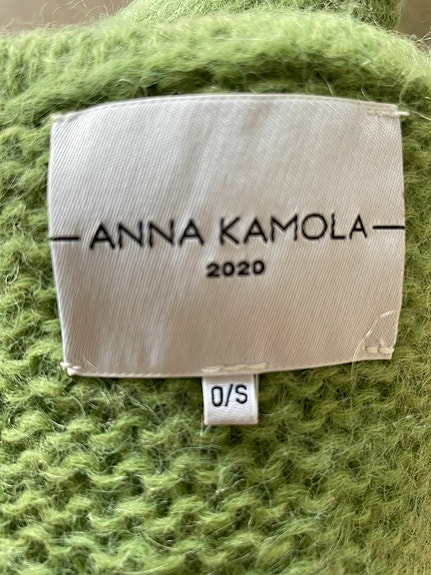 — ANNA KAMOLA —
2020
O/S